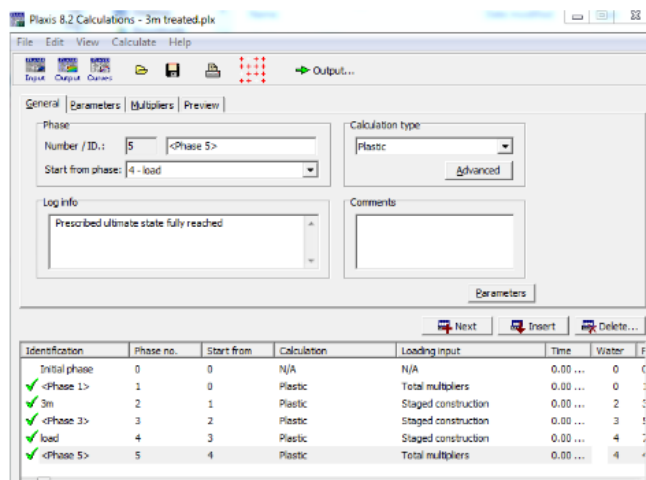 Plaxis 8.2 Calculations - 3m treated.plx
File Edit View Calculate Help
Input Output Curves Output...
General Parameters Multipliers Preview
Phase
Number / ID.: 5 <Phase 5>
Start from phase: 4 - load
Calculation type
Plastic
Advanced
Log info
Prescribed ultimate state fully reached
Comments
Parameters
Next Insert Delete...
Identification Phase no. Start from Calculation Loading input Time Water F
Initial phase 0 0 N/A N/A 0.00 ... 0
<Phase 1> 1 0 Plastic Total multipliers 0.00 ... 0
3m 2 1 Plastic Staged construction 0.00 ... 2
<Phase 3> 3 2 Plastic Staged construction 0.00 ... 3
load 4 3 Plastic Staged construction 0.00 ... 4
<Phase 5> 5 4 Plastic Total multipliers 0.00 ... 4